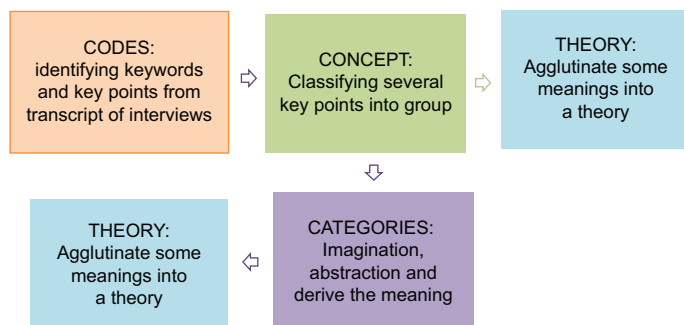 CODES:
identifying keywords
and key points from
transcript of interviews
CONCEPT:
Classifying several
key points into group
THEORY:
Agglutinate some
meanings into
a theory
THEORY:
Agglutinate some
meanings into
a theory
CATEGORIES:
Imagination,
abstraction and
derive the meaning